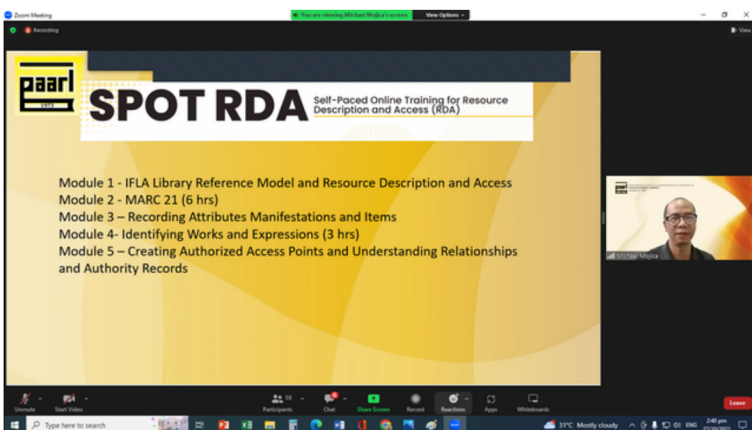 Zoom Meeting
You are viewing Michael Mojica's screen
View Options
Recording
View
paarl
1973
SPOT RDA
Self-Paced Online Training for Resource
Description and Access (RDA)
Module 1 - IFLA Library Reference Model and Resource Description and Access
Module 2 - MARC 21 (6 hrs)
Module 3 – Recording Attributes Manifestations and Items
Module 4- Identifying Works and Expressions (3 hrs)
Module 5 – Creating Authorized Access Points and Understanding Relationships
and Authority Records
Michael Mojica
Unmute
Start Video
Participants
Chat
Share Screen
Record
Reactions
Apps
Whiteboards
Leave
Type here to search
31°C Mostly cloudy
ENG
2:40 pm